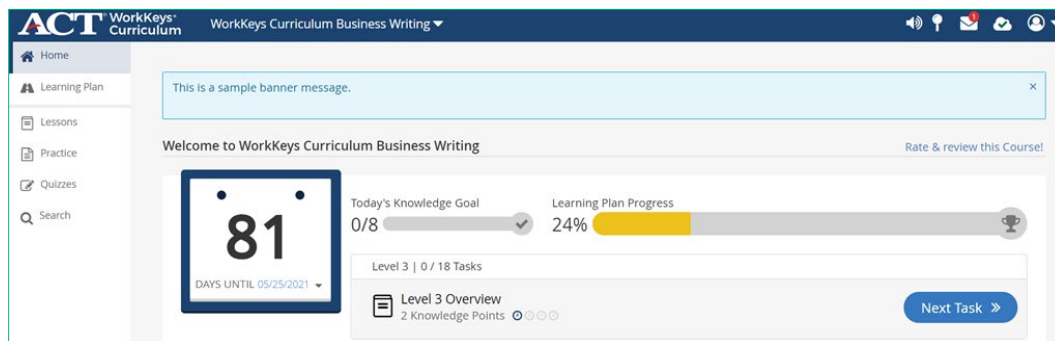 ACT WorkKeys® Curriculum
WorkKeys Curriculum Business Writing
1
Home
Learning Plan
Lessons
Practice
Quizzes
Search
This is a sample banner message.
×
Welcome to WorkKeys Curriculum Business Writing
Rate & review this Course!
81
DAYS UNTIL 05/25/2021
Today's Knowledge Goal
0/8
Learning Plan Progress
24%
Level 3 | 0 / 18 Tasks
Level 3 Overview
2 Knowledge Points
Next Task »